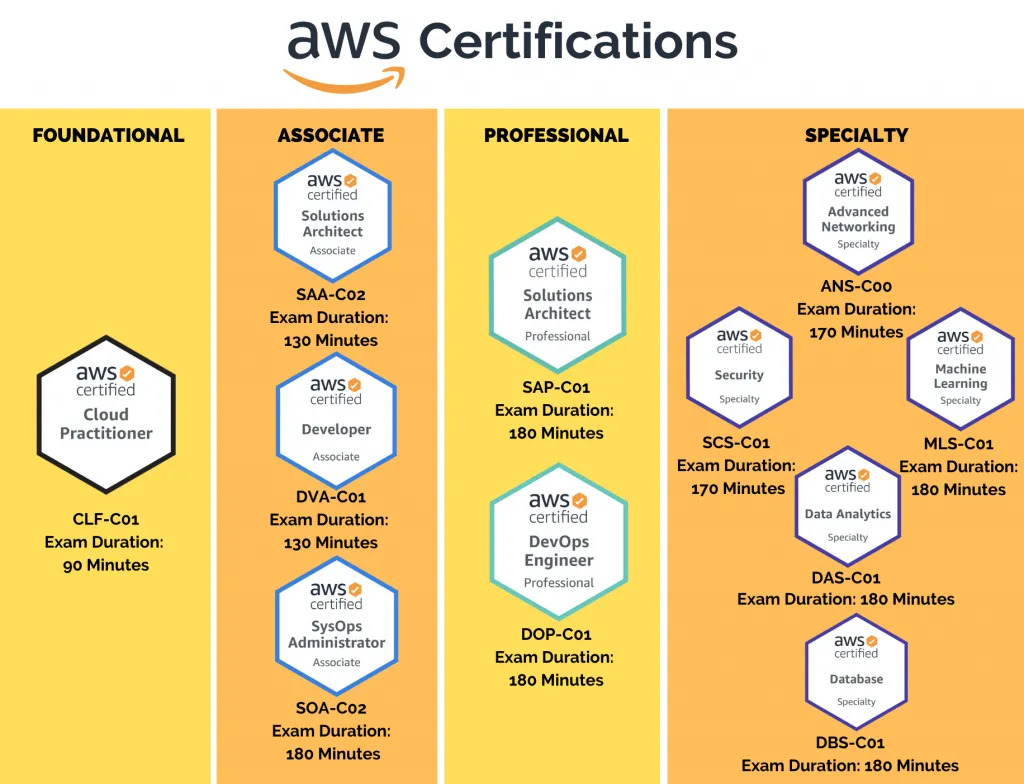 aws Certifications
FOUNDATIONAL
aws
certified
Cloud
Practitioner
CLF-C01
Exam Duration:
90 Minutes
ASSOCIATE
aws
certified
Solutions
Architect
Associate
SAA-C02
Exam Duration:
130 Minutes
aws
certified
Developer
Associate
DVA-C01
Exam Duration:
130 Minutes
aws
certified
SysOps
Administrator
Associate
SOA-C02
Exam Duration:
180 Minutes
PROFESSIONAL
aws
certified
Solutions
Architect
Professional
SAP-C01
Exam Duration:
180 Minutes
aws
certified
DevOps
Engineer
Professional
DOP-C01
Exam Duration:
180 Minutes
SPECIALTY
aws
certified
Advanced
Networking
Specialty
ANS-C00
Exam Duration:
170 Minutes
aws
certified
Security
Specialty
SCS-C01
Exam Duration:
170 Minutes
aws
certified
Machine
Learning
Specialty
MLS-C01
Exam Duration:
180 Minutes
aws
certified
Data Analytics
Specialty
DAS-C01
Exam Duration: 180 Minutes
aws
certified
Database
Specialty
DBS-C01
Exam Duration: 180 Minutes